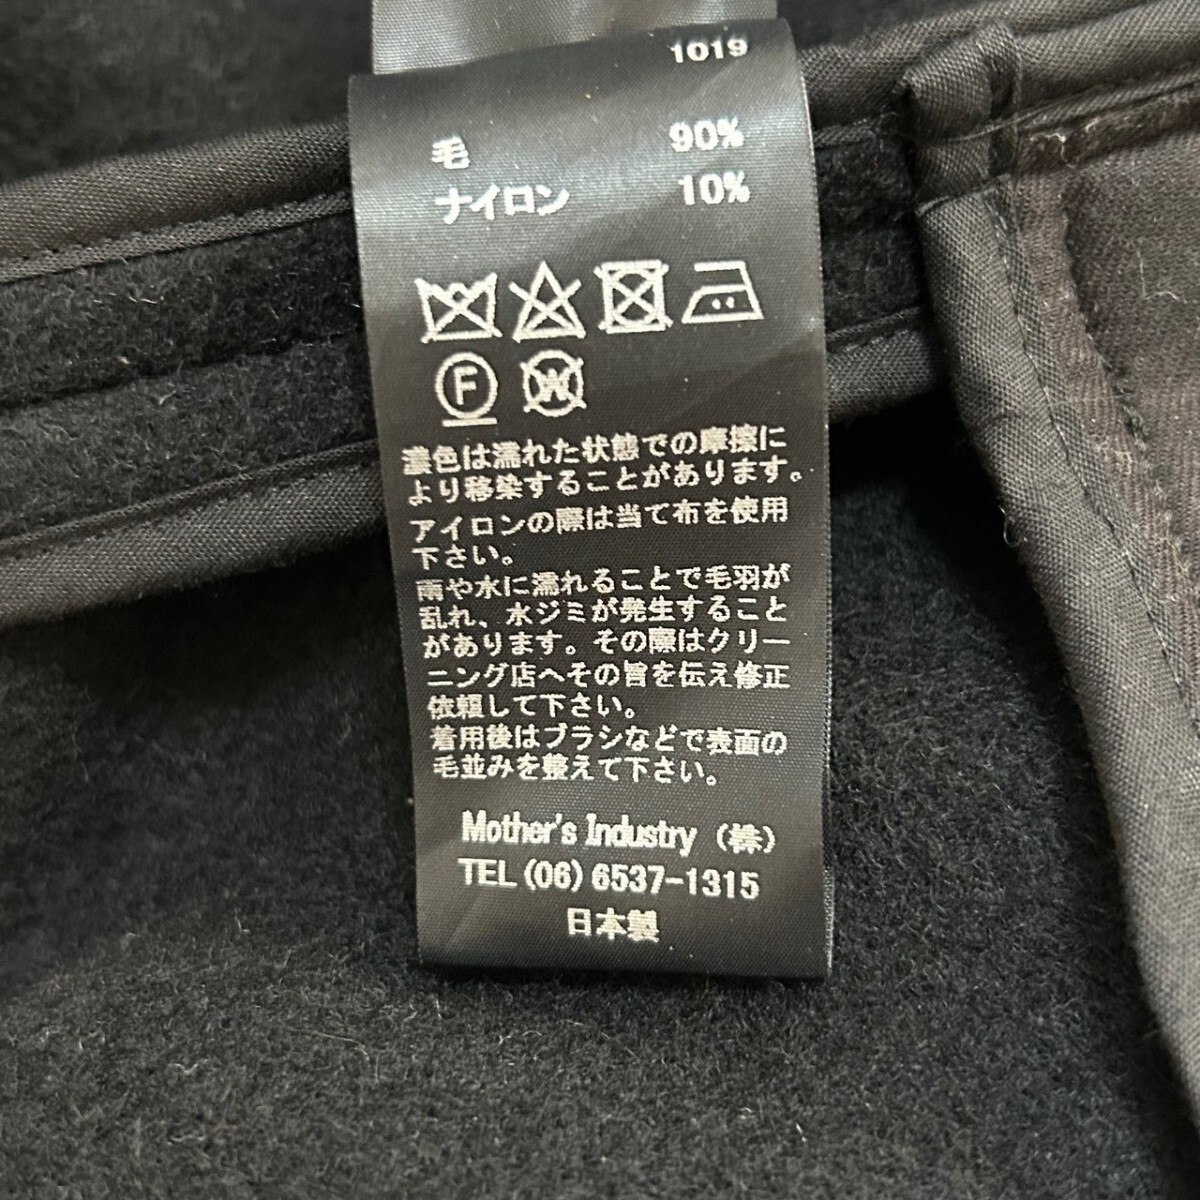 1019
毛 90%
ナイロン 10%
F W
濃色は濡れた状態での摩擦に
より移染することがあります。
アイロンの際は当て布を使用
下さい。
雨や水に濡れることで毛羽が
乱れ、水ジミが発生すること
があります。その際はクリー
ニング店へその旨を伝え修正
依頼して下さい。
着用後はブラシなどで表面の
毛並みを整えて下さい。
Mother's Industry (株)
TEL (06) 6537-1315
日本製